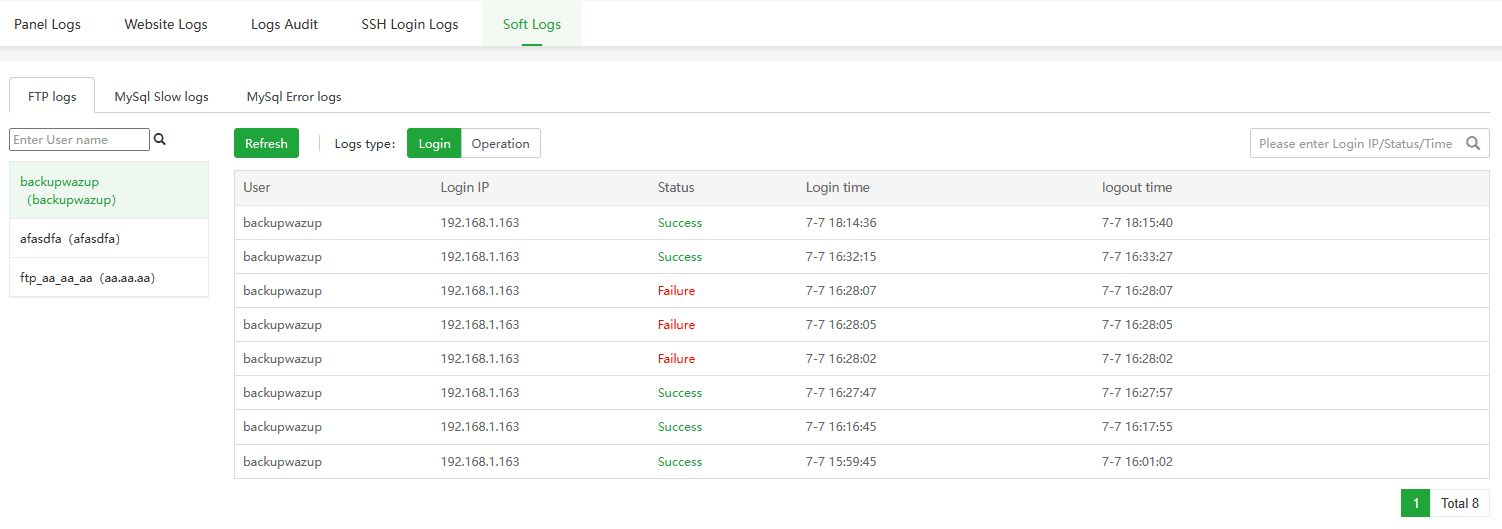 Panel Logs Website Logs Logs Audit SSH Login Logs Soft Logs
FTP logs MySql Slow logs MySql Error logs
Enter User name
backupwazup
(backupwazup)
afasdfa (afasdfa)
ftp_aa_aa_aa (aa.aa.aa)
Refresh Logs type: Login Operation Please enter Login IP/Status/Time
User Login IP Status Login time logout time
backupwazup 192.168.1.163 Success 7-7 18:14:36 7-7 18:15:40
backupwazup 192.168.1.163 Success 7-7 16:32:15 7-7 16:33:27
backupwazup 192.168.1.163 Failure 7-7 16:28:07 7-7 16:28:07
backupwazup 192.168.1.163 Failure 7-7 16:28:05 7-7 16:28:05
backupwazup 192.168.1.163 Failure 7-7 16:28:02 7-7 16:28:02
backupwazup 192.168.1.163 Success 7-7 16:27:47 7-7 16:27:57
backupwazup 192.168.1.163 Success 7-7 16:16:45 7-7 16:17:55
backupwazup 192.168.1.163 Success 7-7 15:59:45 7-7 16:01:02
1 Total 8